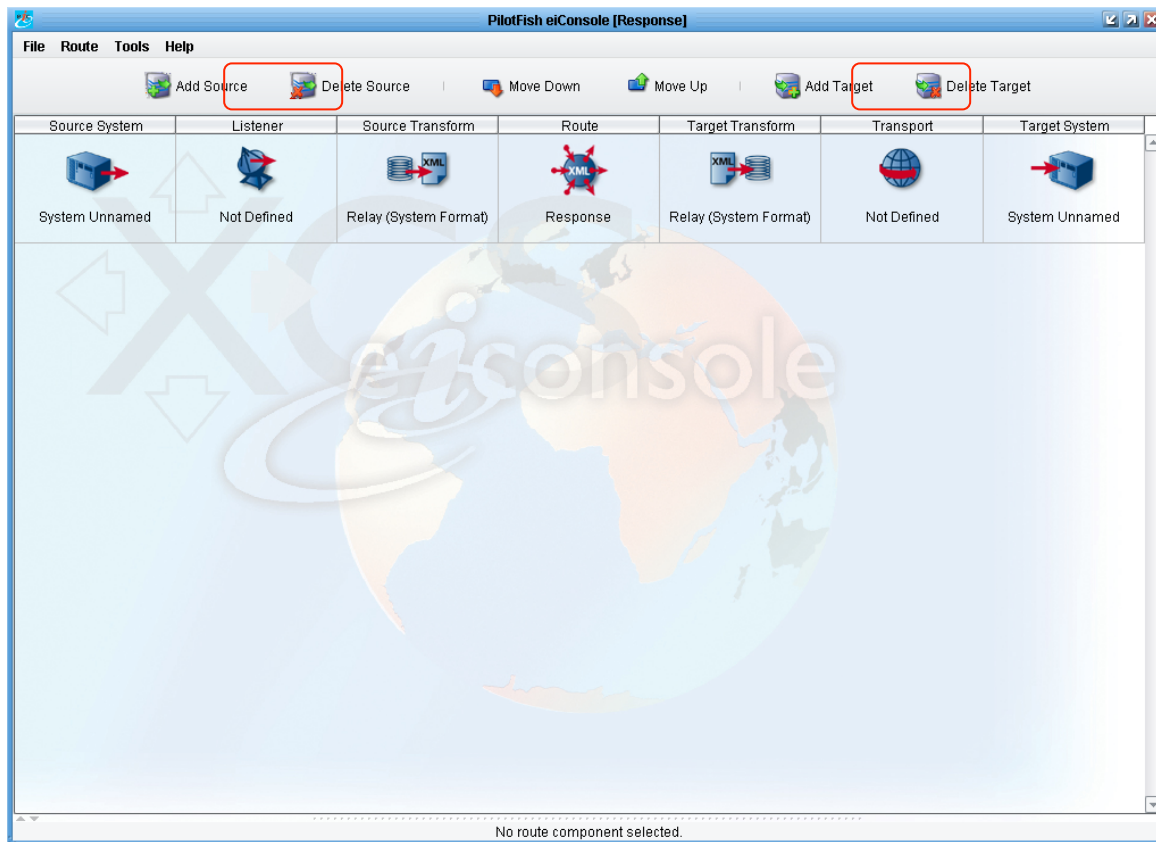 PilotFish eiConsole [Response]
File Route Tools Help
Add Source Delete Source Move Down Move Up Add Target Delete Target
Source System Listener Source Transform Route Target Transform Transport Target System
XML XML XML
System Unnamed Not Defined Relay (System Format) Response Relay (System Format) Not Defined System Unnamed
XCS
eiconsole
No route component selected.